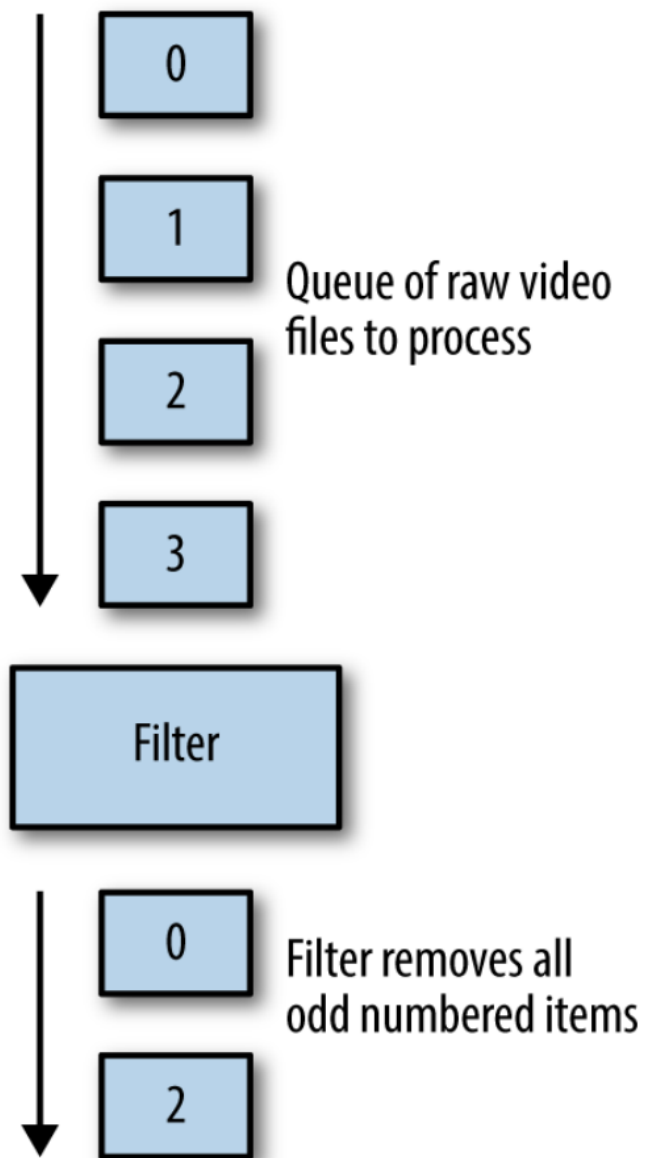 0
1
Queue of raw video
files to process
2
3
Filter
0
Filter removes all
odd numbered items
2